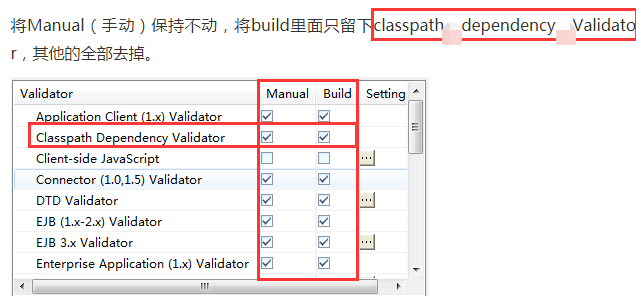 将Manual（手动）保持不动，将build里面只留下classpath dependency Validato
r，其他的全部去掉。
Validator Manual Build Setting
Application Client (1.x) Validator
Classpath Dependency Validator
Client-side JavaScript ...
Connector (1.0,1.5) Validator
DTD Validator ...
EJB (1.x-2.x) Validator
EJB 3.x Validator ...
Enterprise Application (1.x) Validator